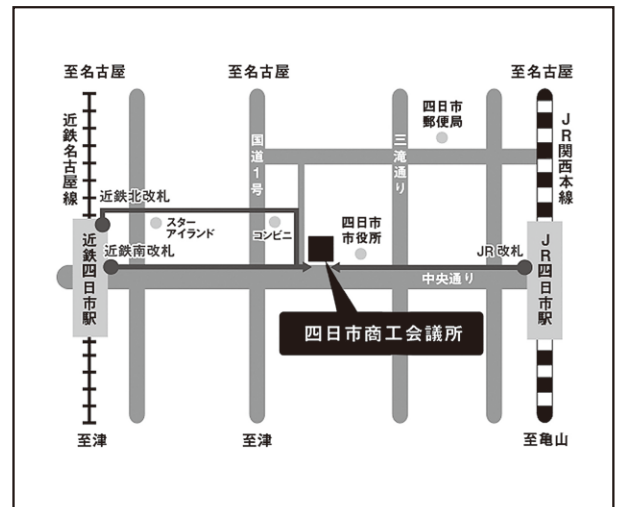 至名古屋
至名古屋
至名古屋
近鉄名古屋線
国道1号
三滝通り
四日市
郵便局
JR関西本線
近鉄北改札
スター
アイランド
コンビニ
四日市
市役所
近鉄南改札
JR改札
近鉄四日市駅
JR四日市駅
中央通り
四日市商工会議所
至津
至津
至亀山